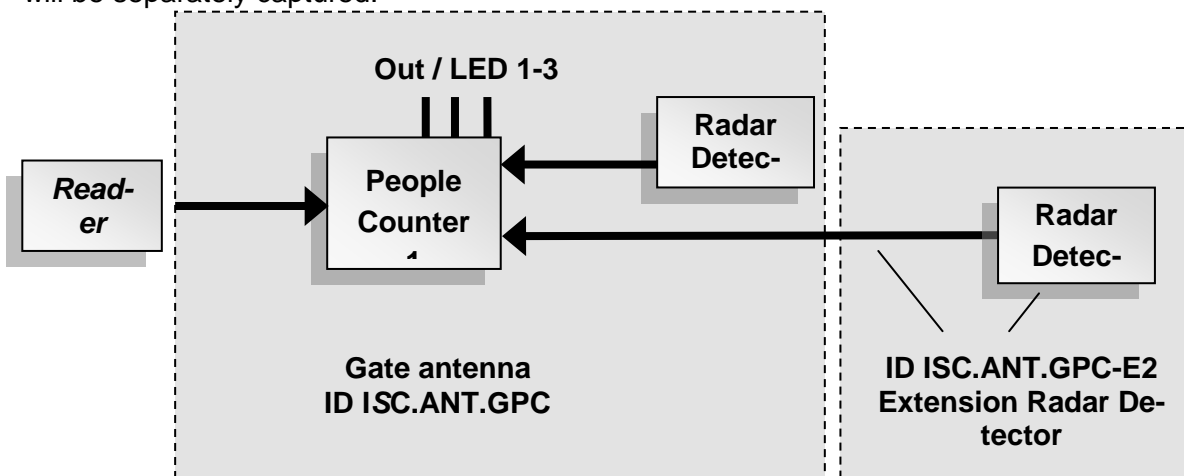 will be separately captured.
Out / LED 1-3
Radar
Detec-
People
Counter
Read-
er
Radar
Detec-
Gate antenna
ID ISC.ANT.GPC
ID ISC.ANT.GPC-E2
Extension Radar De-
tector